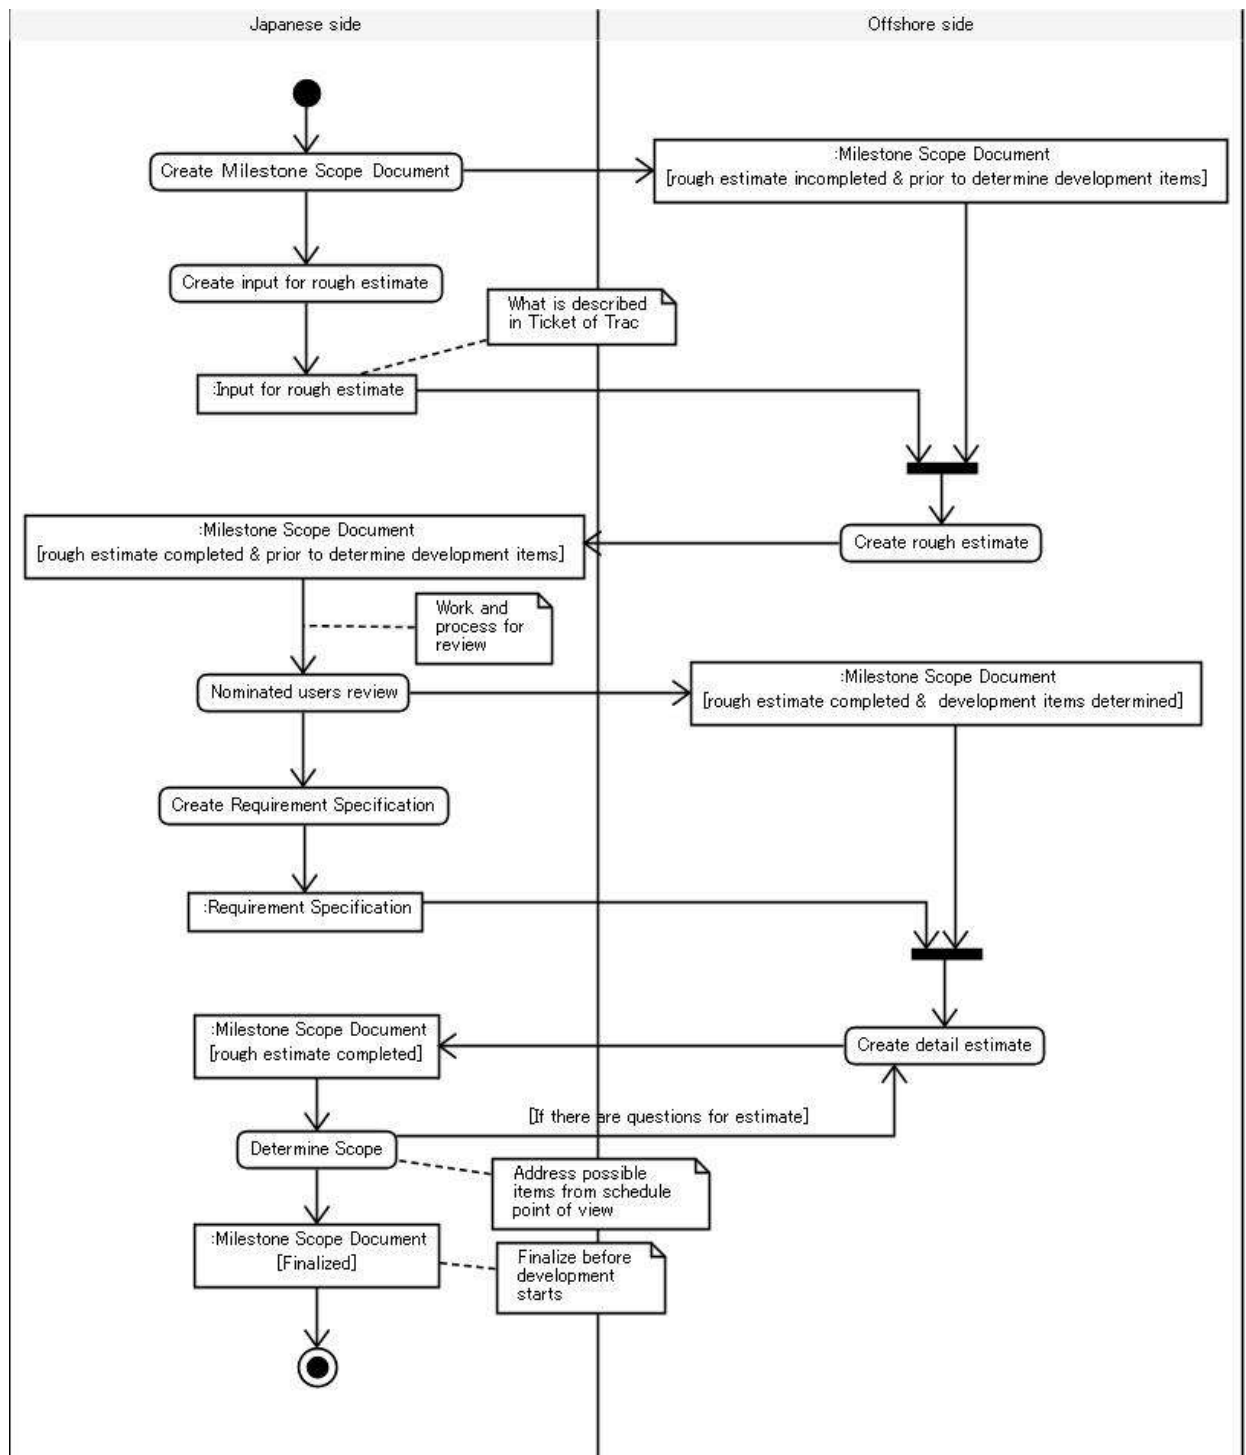 Japanese side
Offshore side
Create Milestone Scope Document
:Milestone Scope Document
[rough estimate incompleted & prior to determine development items]
Create input for rough estimate
What is described
in Ticket of Trac
:Input for rough estimate
:Milestone Scope Document
[rough estimate completed & prior to determine development items]
Create rough estimate
Work and
process for
review
Nominated users review
:Milestone Scope Document
[rough estimate completed & development items determined]
Create Requirement Specification
:Requirement Specification
:Milestone Scope Document
[rough estimate completed]
Create detail estimate
[If there are questions for estimate]
Determine Scope
Address possible
items from schedule
point of view
:Milestone Scope Document
[Finalized]
Finalize before
development
starts